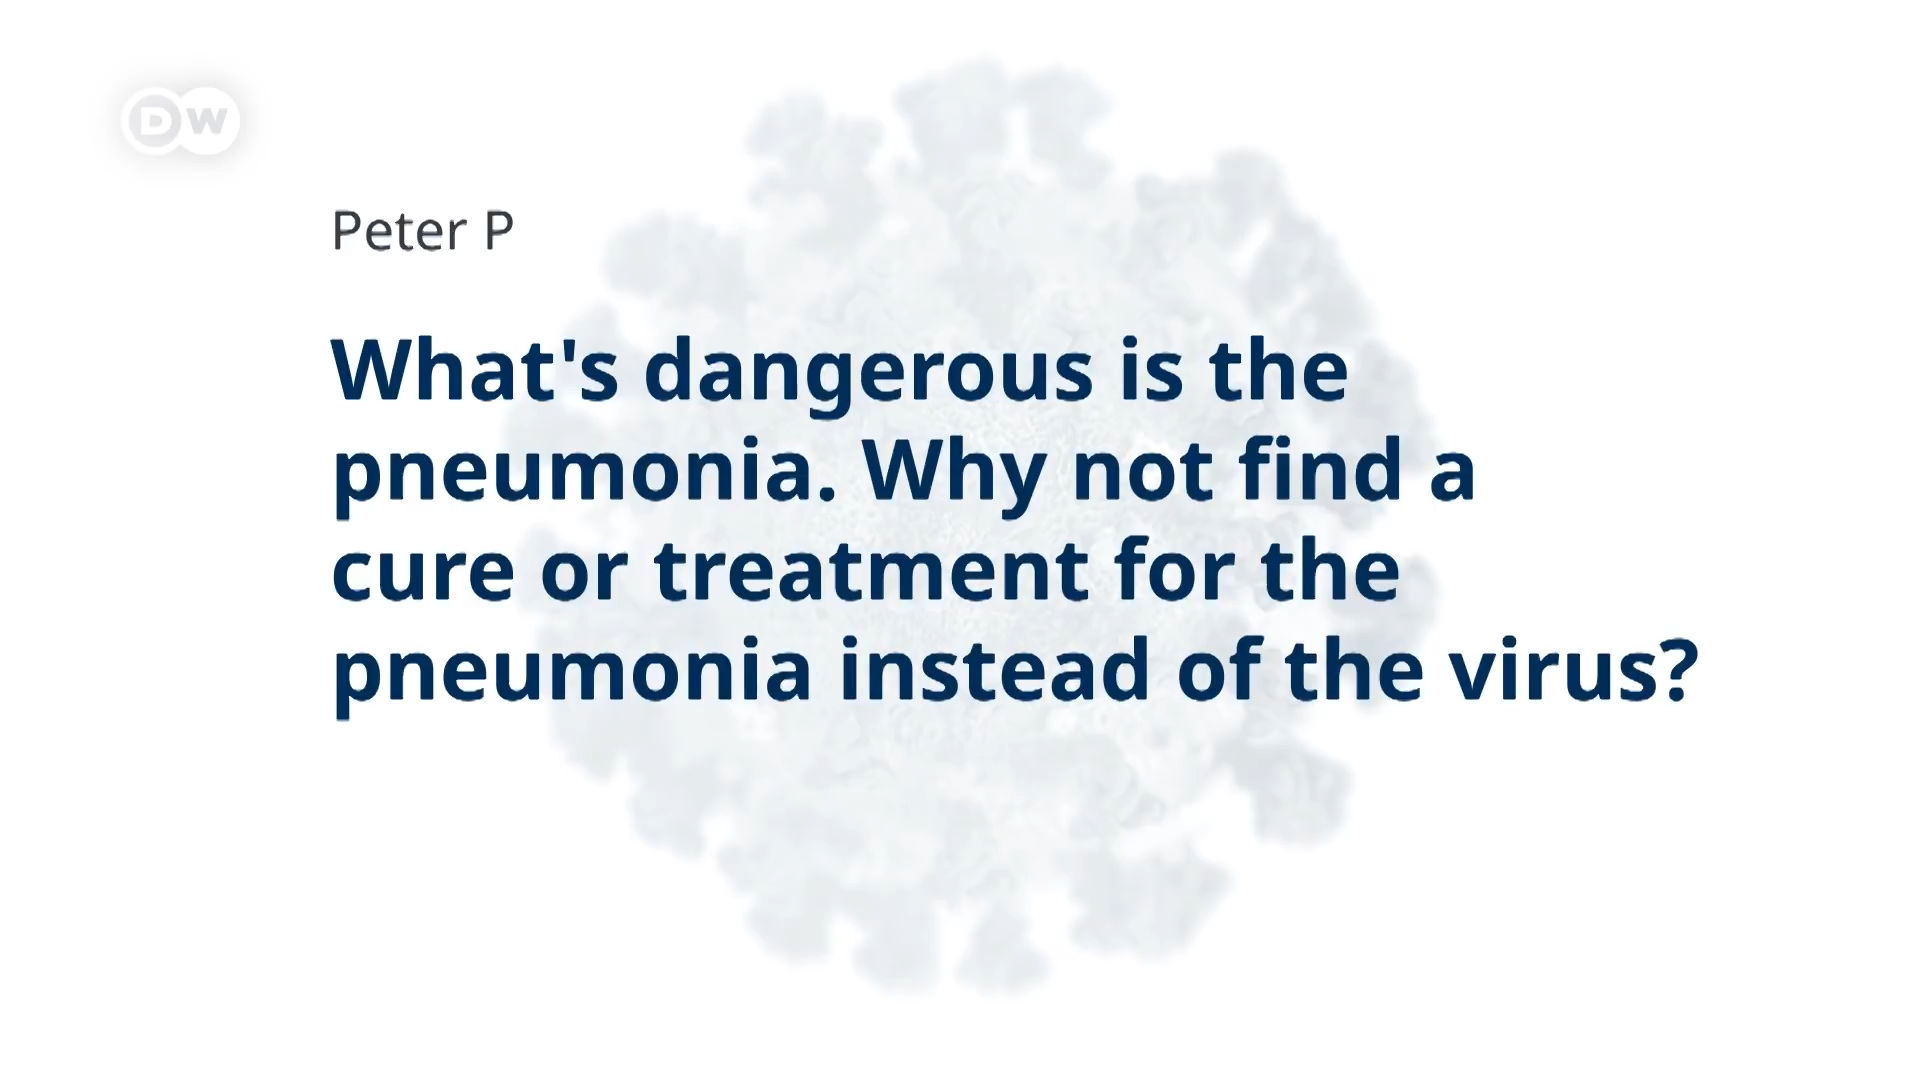 DW
Peter P
What's dangerous is the
pneumonia. Why not find a
cure or treatment for the
pneumonia instead of the virus?